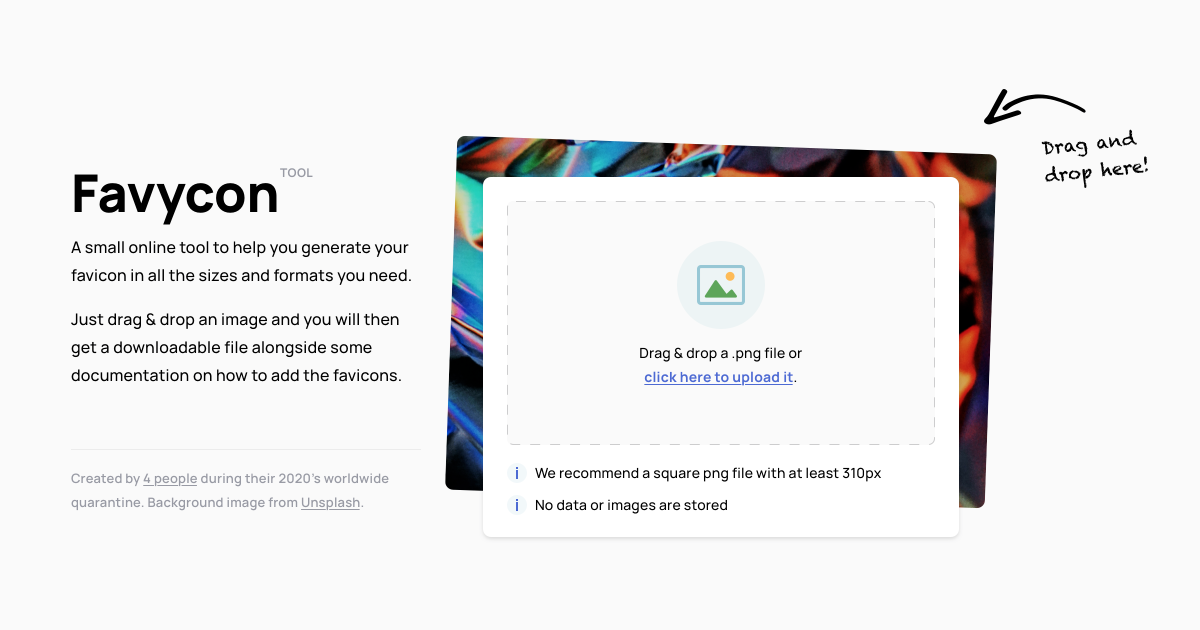 Favycon TOOL
A small online tool to help you generate your
favicon in all the sizes and formats you need.
Just drag & drop an image and you will then
get a downloadable file alongside some
documentation on how to add the favicons.
Created by 4 people during their 2020's worldwide
quarantine. Background image from Unsplash.
Drag & drop a .png file or
click here to upload it.
i We recommend a square png file with at least 310px
i No data or images are stored
Drag and
drop here!